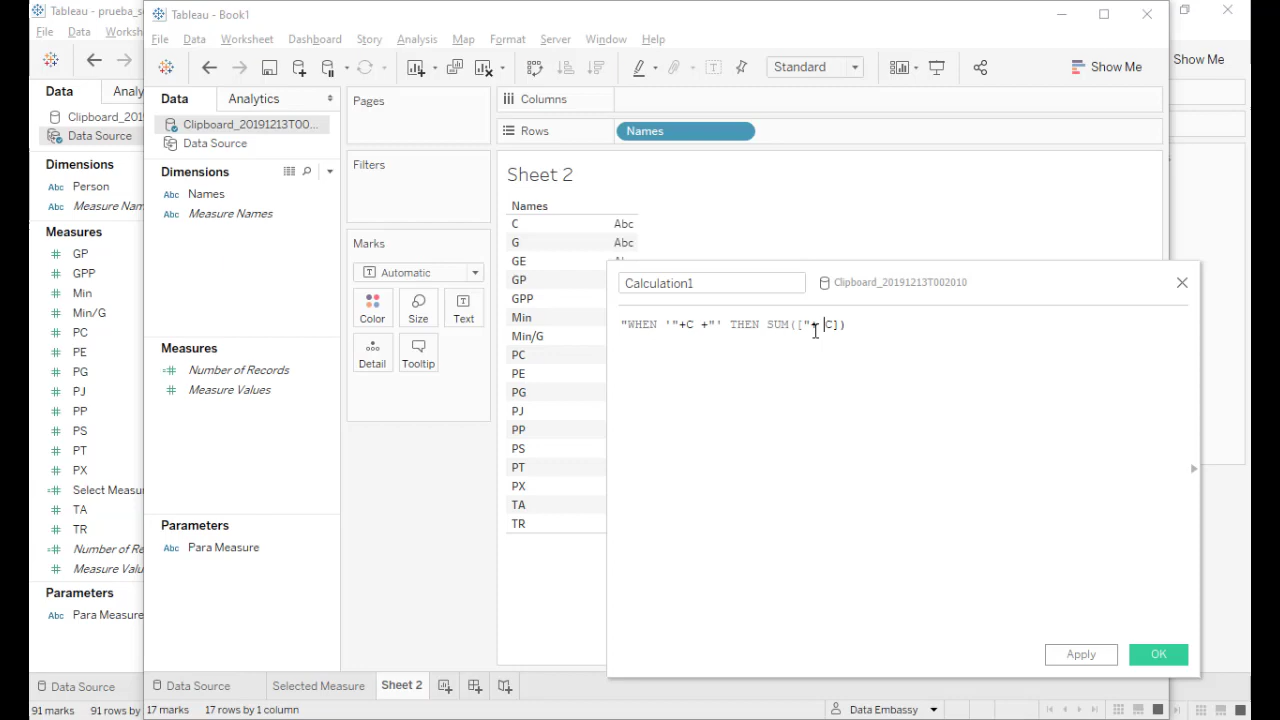 Tableau - prueba_s
File Data Worksh
Data Analy
Clipboard_201
Data Source
Dimensions
Abc Person
Abc Measure Nam
Measures
# GP
# GPP
# Min
# Min/G
# PC
# PE
# PG
# PJ
# PP
# PS
# PT
# PX
Select Measu
# TA
# TR
Number of Re
# Measure Valu
Parameters
Abc Para Measure
Data Source
91 marks 91 rows by
Tableau - Book1
File Data Worksheet Dashboard Story Analysis Map Format Server Window Help
Standard
Show Me
Show Me
Data Analytics
Clipboard_20191213T00...
Data Source
Dimensions
Abc Names
Abc Measure Names
Measures
Number of Records
# Measure Values
Parameters
Abc Para Measure
Pages
Filters
Marks
T Automatic
Color Size Text
Detail Tooltip
Columns
Rows Names
Sheet 2
Names
C Abc
G Abc
GE
GP
GPP
Min
Min/G
PC
PE
PG
PJ
PP
PS
PT
PX
TA
TR
Calculation1 Clipboard_20191213T002010
"WHEN '"+C +"' THEN SUM(["+ C])
Apply OK
Data Source Selected Measure Sheet 2
17 marks 17 rows by 1 column
Data Embassy